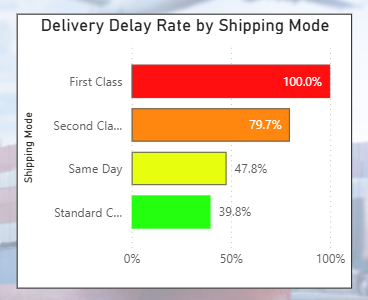 Delivery Delay Rate by Shipping Mode
Shipping Mode
First Class
100.0%
Second Cla...
79.7%
Same Day
47.8%
Standard C...
39.8%
0%
50%
100%